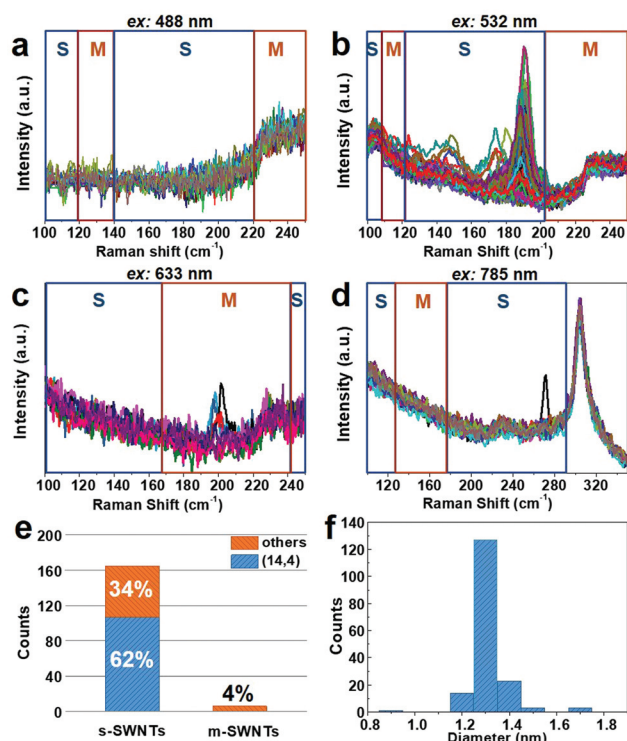 ex: 488 nm
ex: 532 nm
a
S M S M
Intensity (a.u.)
100 120 140 160 180 200 220 240
Raman shift (cm⁻¹)
b
S M S M
Intensity (a.u.)
100 120 140 160 180 200 220 240
Raman Shift (cm⁻¹)
ex: 633 nm
ex: 785 nm
c
S M S
Intensity (a.u.)
100 120 140 160 180 200 220 240
Raman Shift (cm⁻¹)
d
S M S
Intensity (a.u.)
120 160 200 240 280 320
Raman Shift (cm⁻¹)
e
others
(14,4)
Counts
200
160
120
80
40
0
34%
62%
4%
s-SWNTs m-SWNTs
f
Counts
140
120
100
80
60
40
20
0
0.8 1.0 1.2 1.4 1.6 1.8
Diameter (nm)